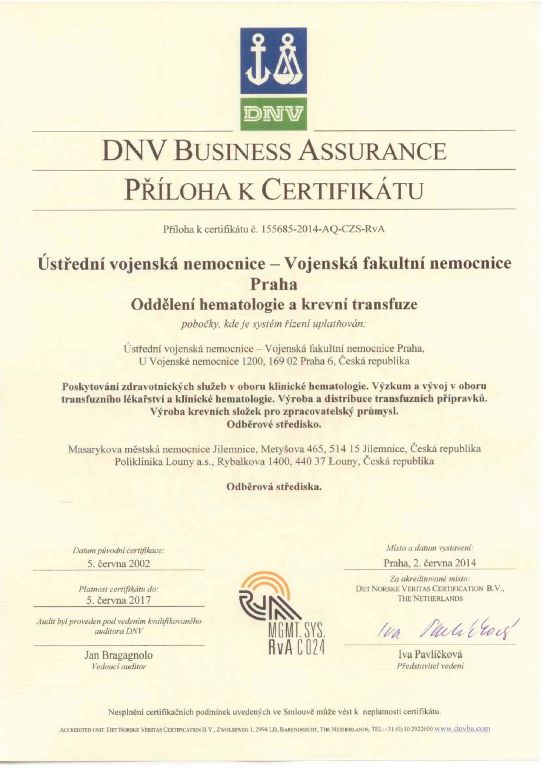 DNV
DNV BUSINESS ASSURANCE
PŘÍLOHA K CERTIFIKÁTU
Příloha k certifikátu č. 155685-2014-AQ-CZS-RvA
Ústřední vojenská nemocnice – Vojenská fakultní nemocnice
Praha
Oddělení hematologie a krevní transfuze
pobočky, kde je systém řízení uplatňován:
Ústřední vojenská nemocnice – Vojenská fakultní nemocnice Praha,
U Vojenské nemocnice 1200, 169 02 Praha 6, Česká republika
Poskytování zdravotnických služeb v oboru klinické hematologie. Výzkum a vývoj v oboru
transfuzního lékařství a klinické hematologie. Výroba a distribuce transfuzních přípravků.
Výroba krevních složek pro zpracovatelský průmysl.
Odběrové středisko.
Masarykova městská nemocnice Jilemnice, Metyšova 465, 514 15 Jilemnice, Česká republika
Poliklinika Louny a.s., Rybalkova 1400, 440 37 Louny, Česká republika
Odběrová střediska.
Datum původní certifikace:
5. června 2002
Platnost certifikátu do:
5. června 2017
Audit byl proveden pod vedením kvalifikovaného
auditora DNV
Jan Bragagnolo
Vedoucí auditor
RvA
MGMT. SYS.
RvA C 024
Místo a datum vystavení:
Praha, 2. června 2014
Za akreditované místo:
DET NORSKE VERITAS CERTIFICATION B.V.,
THE NETHERLANDS
Iva Pavlíčková
Iva Pavlíčková
Představitel vedení
Nesplnění certifikačních podmínek uvedených ve Smlouvě může vést k neplatnosti certifikátu.
ACCREDITED UNIT: DET NORSKE VERITAS CERTIFICATION B.V., ZWOLSEWEG 1, 2994 LB, BARENDRECHT, THE NETHERLANDS, TEL: +31 (0) 10 2922600 www.dnvba.com